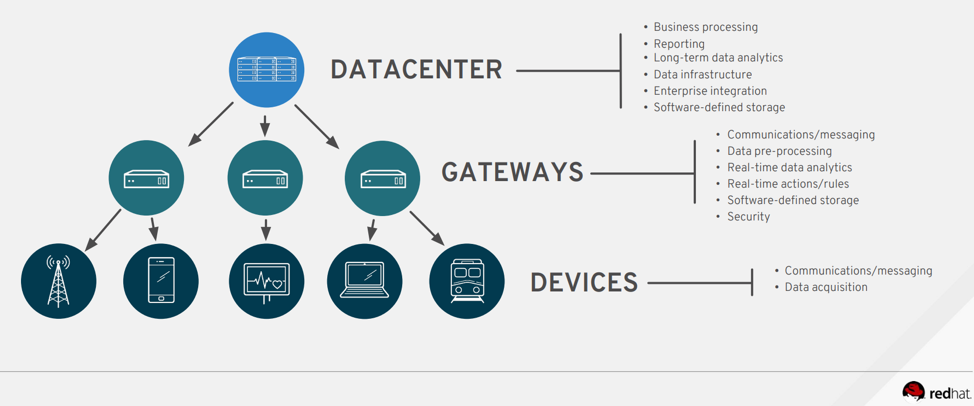 DATACENTER
• Business processing
• Reporting
• Long-term data analytics
• Data infrastructure
• Enterprise integration
• Software-defined storage
GATEWAYS
• Communications/messaging
• Data pre-processing
• Real-time data analytics
• Real-time actions/rules
• Software-defined storage
• Security
DEVICES
• Communications/messaging
• Data acquisition
redhat.